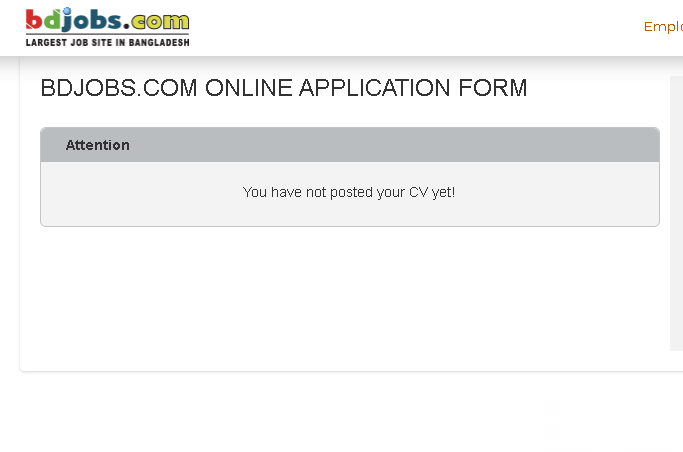 bdjobs.com
LARGEST JOB SITE IN BANGLADESH
Emplo
BDJOBS.COM ONLINE APPLICATION FORM
Attention
You have not posted your CV yet!